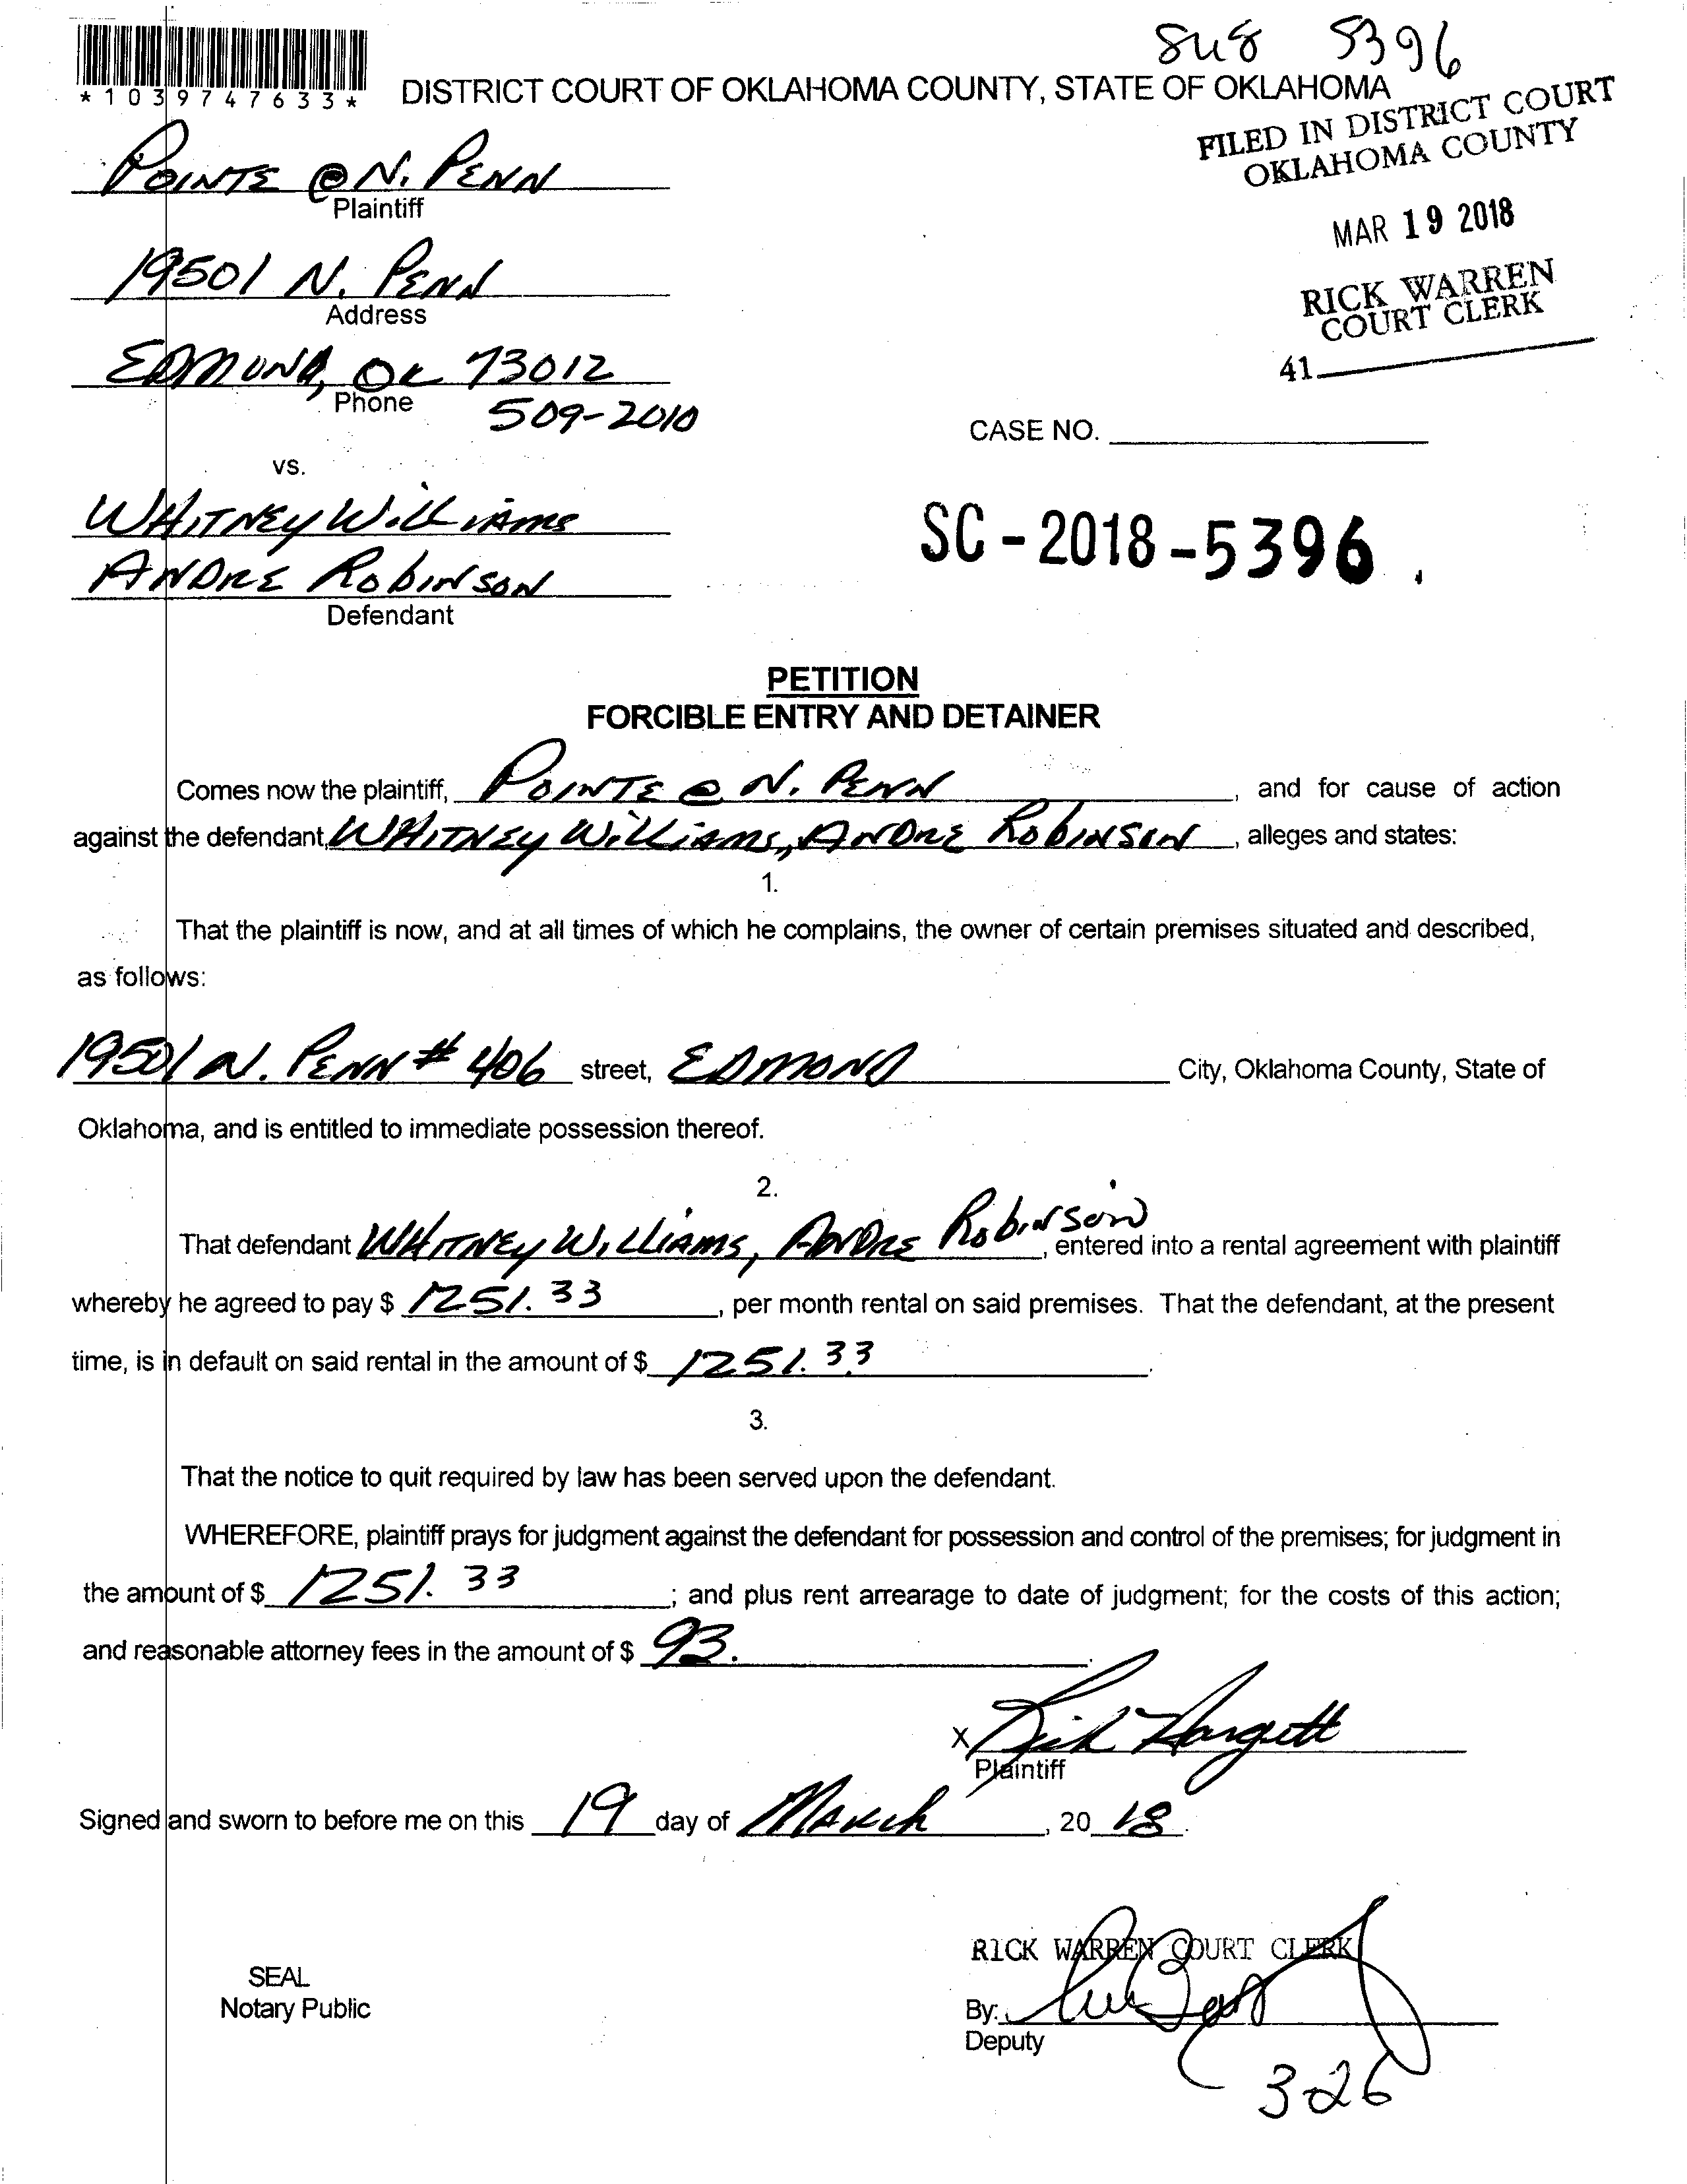 SUS 5396
*1039747633*
DISTRICT COURT OF OKLAHOMA COUNTY, STATE OF OKLAHOMA
FILED IN DISTRICT COURT
OKLAHOMA COUNTY
MAR 19 2018
RICK WARREN
COURT CLERK
41
POINTE @ N. PENN
Plaintiff
19501 N. PENN
Address
EDMOND, OK 73012
Phone
509-2010
CASE NO.
vs.
WHITNEY WILLIAMS
ANDRE ROBINSON
Defendant
SC-2018-5396
PETITION
FORCIBLE ENTRY AND DETAINER
Comes now the plaintiff, POINTE @ N. PENN, and for cause of action
against the defendant, WHITNEY WILLIAMS, ANDRE ROBINSON, alleges and states:
1.
That the plaintiff is now, and at all times of which he complains, the owner of certain premises situated and described,
as follows:
19501 N. PENN # 406 street, EDMOND City, Oklahoma County, State of
Oklahoma, and is entitled to immediate possession thereof.
2.
That defendant WHITNEY WILLIAMS, ANDRE ROBINSON, entered into a rental agreement with plaintiff
whereby he agreed to pay $ 1251.33, per month rental on said premises. That the defendant, at the present
time, is in default on said rental in the amount of $ 1251.33.
3.
That the notice to quit required by law has been served upon the defendant.
WHEREFORE, plaintiff prays for judgment against the defendant for possession and control of the premises; for judgment in
the amount of $ 1251.33; and plus rent arrearage to date of judgment; for the costs of this action;
and reasonable attorney fees in the amount of $ 93.
X Rick Hargett
Plaintiff
Signed and sworn to before me on this 19 day of MARCH, 20 18.
RICK WARREN COURT CLERK
SEAL
Notary Public
By:
Deputy
326